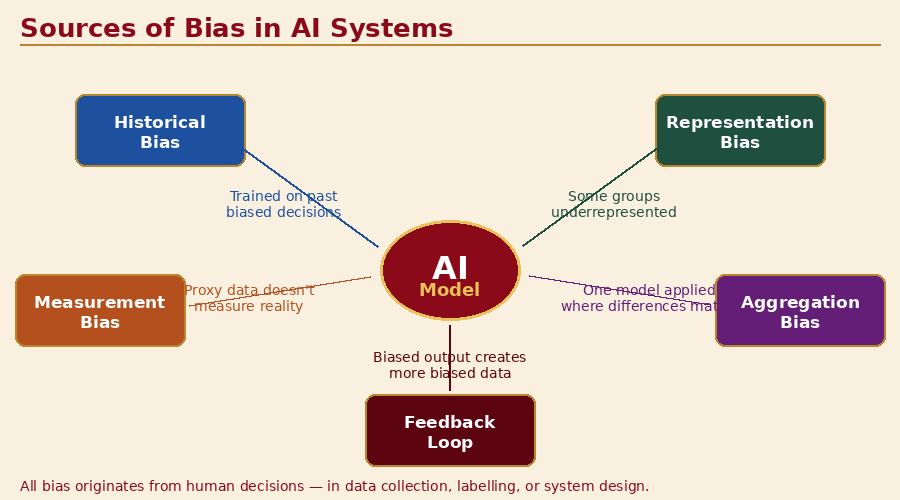 Sources of Bias in AI Systems
Historical
Bias
Representation
Bias
Trained on past
biased decisions
Some groups
underrepresented
AI
Model
Measurement
Bias
Proxy data doesn't
measure reality
One model applied
where differences mat
Aggregation
Bias
Biased output creates
more biased data
Feedback
Loop
All bias originates from human decisions — in data collection, labelling, or system design.